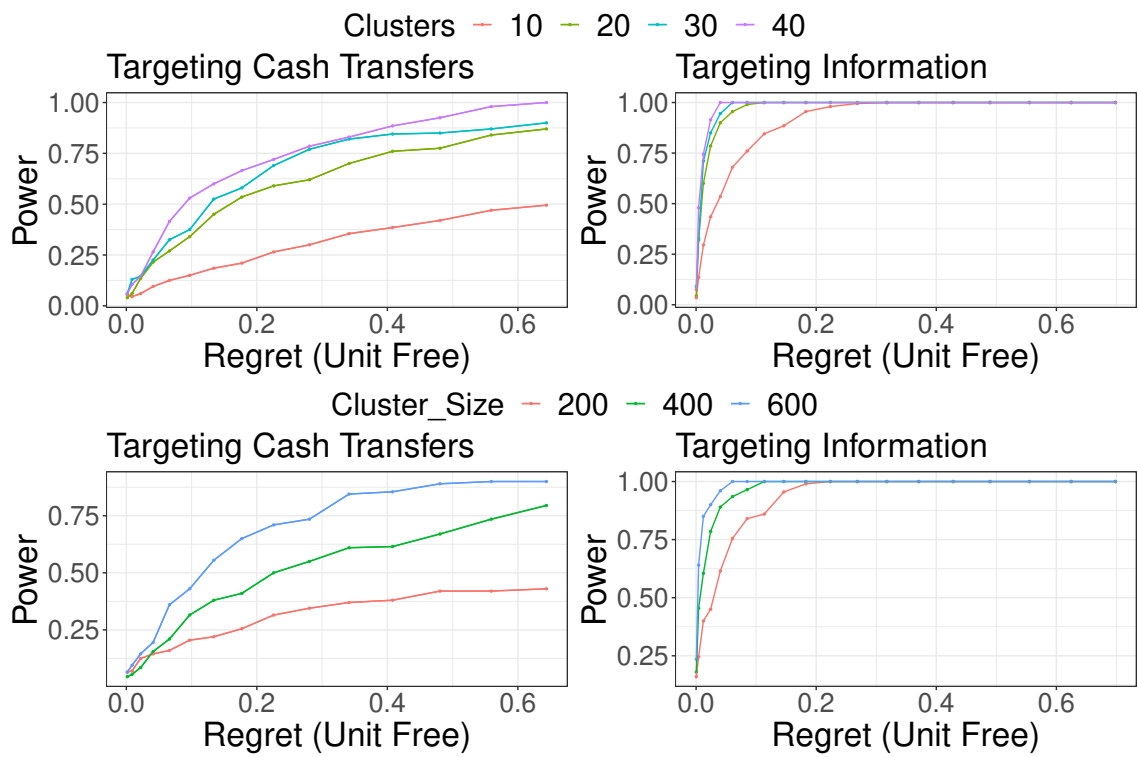 Clusters 10 20 30 40
Targeting Cash Transfers
Power
1.00
0.75
0.50
0.25
0.00
0.0 0.2 0.4 0.6
Regret (Unit Free)
Targeting Information
Power
1.00
0.75
0.50
0.25
0.00
0.0 0.2 0.4 0.6
Regret (Unit Free)
Cluster_Size 200 400 600
Targeting Cash Transfers
Power
0.75
0.50
0.25
0.0 0.2 0.4 0.6
Regret (Unit Free)
Targeting Information
Power
1.00
0.75
0.50
0.25
0.0 0.2 0.4 0.6
Regret (Unit Free)